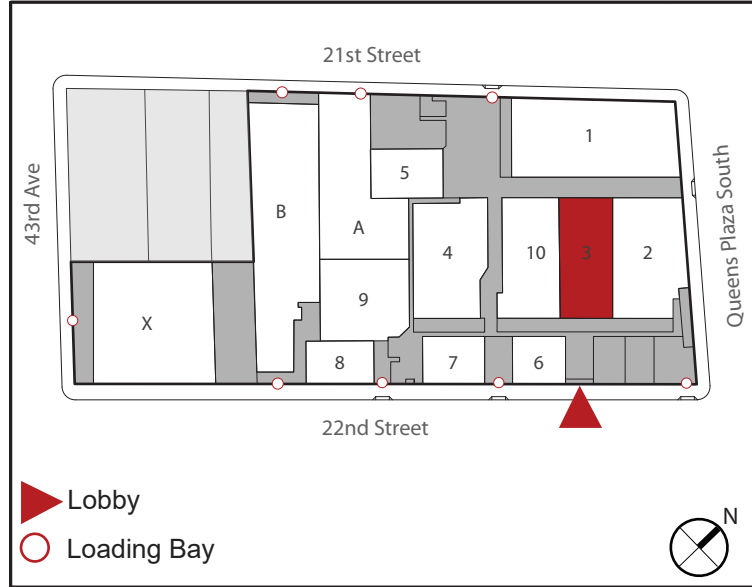 21st Street
1
5
43rd Ave
Queens Plaza South
B
A
4
10
3
2
9
X
8
7
6
22nd Street
Lobby
Loading Bay
N